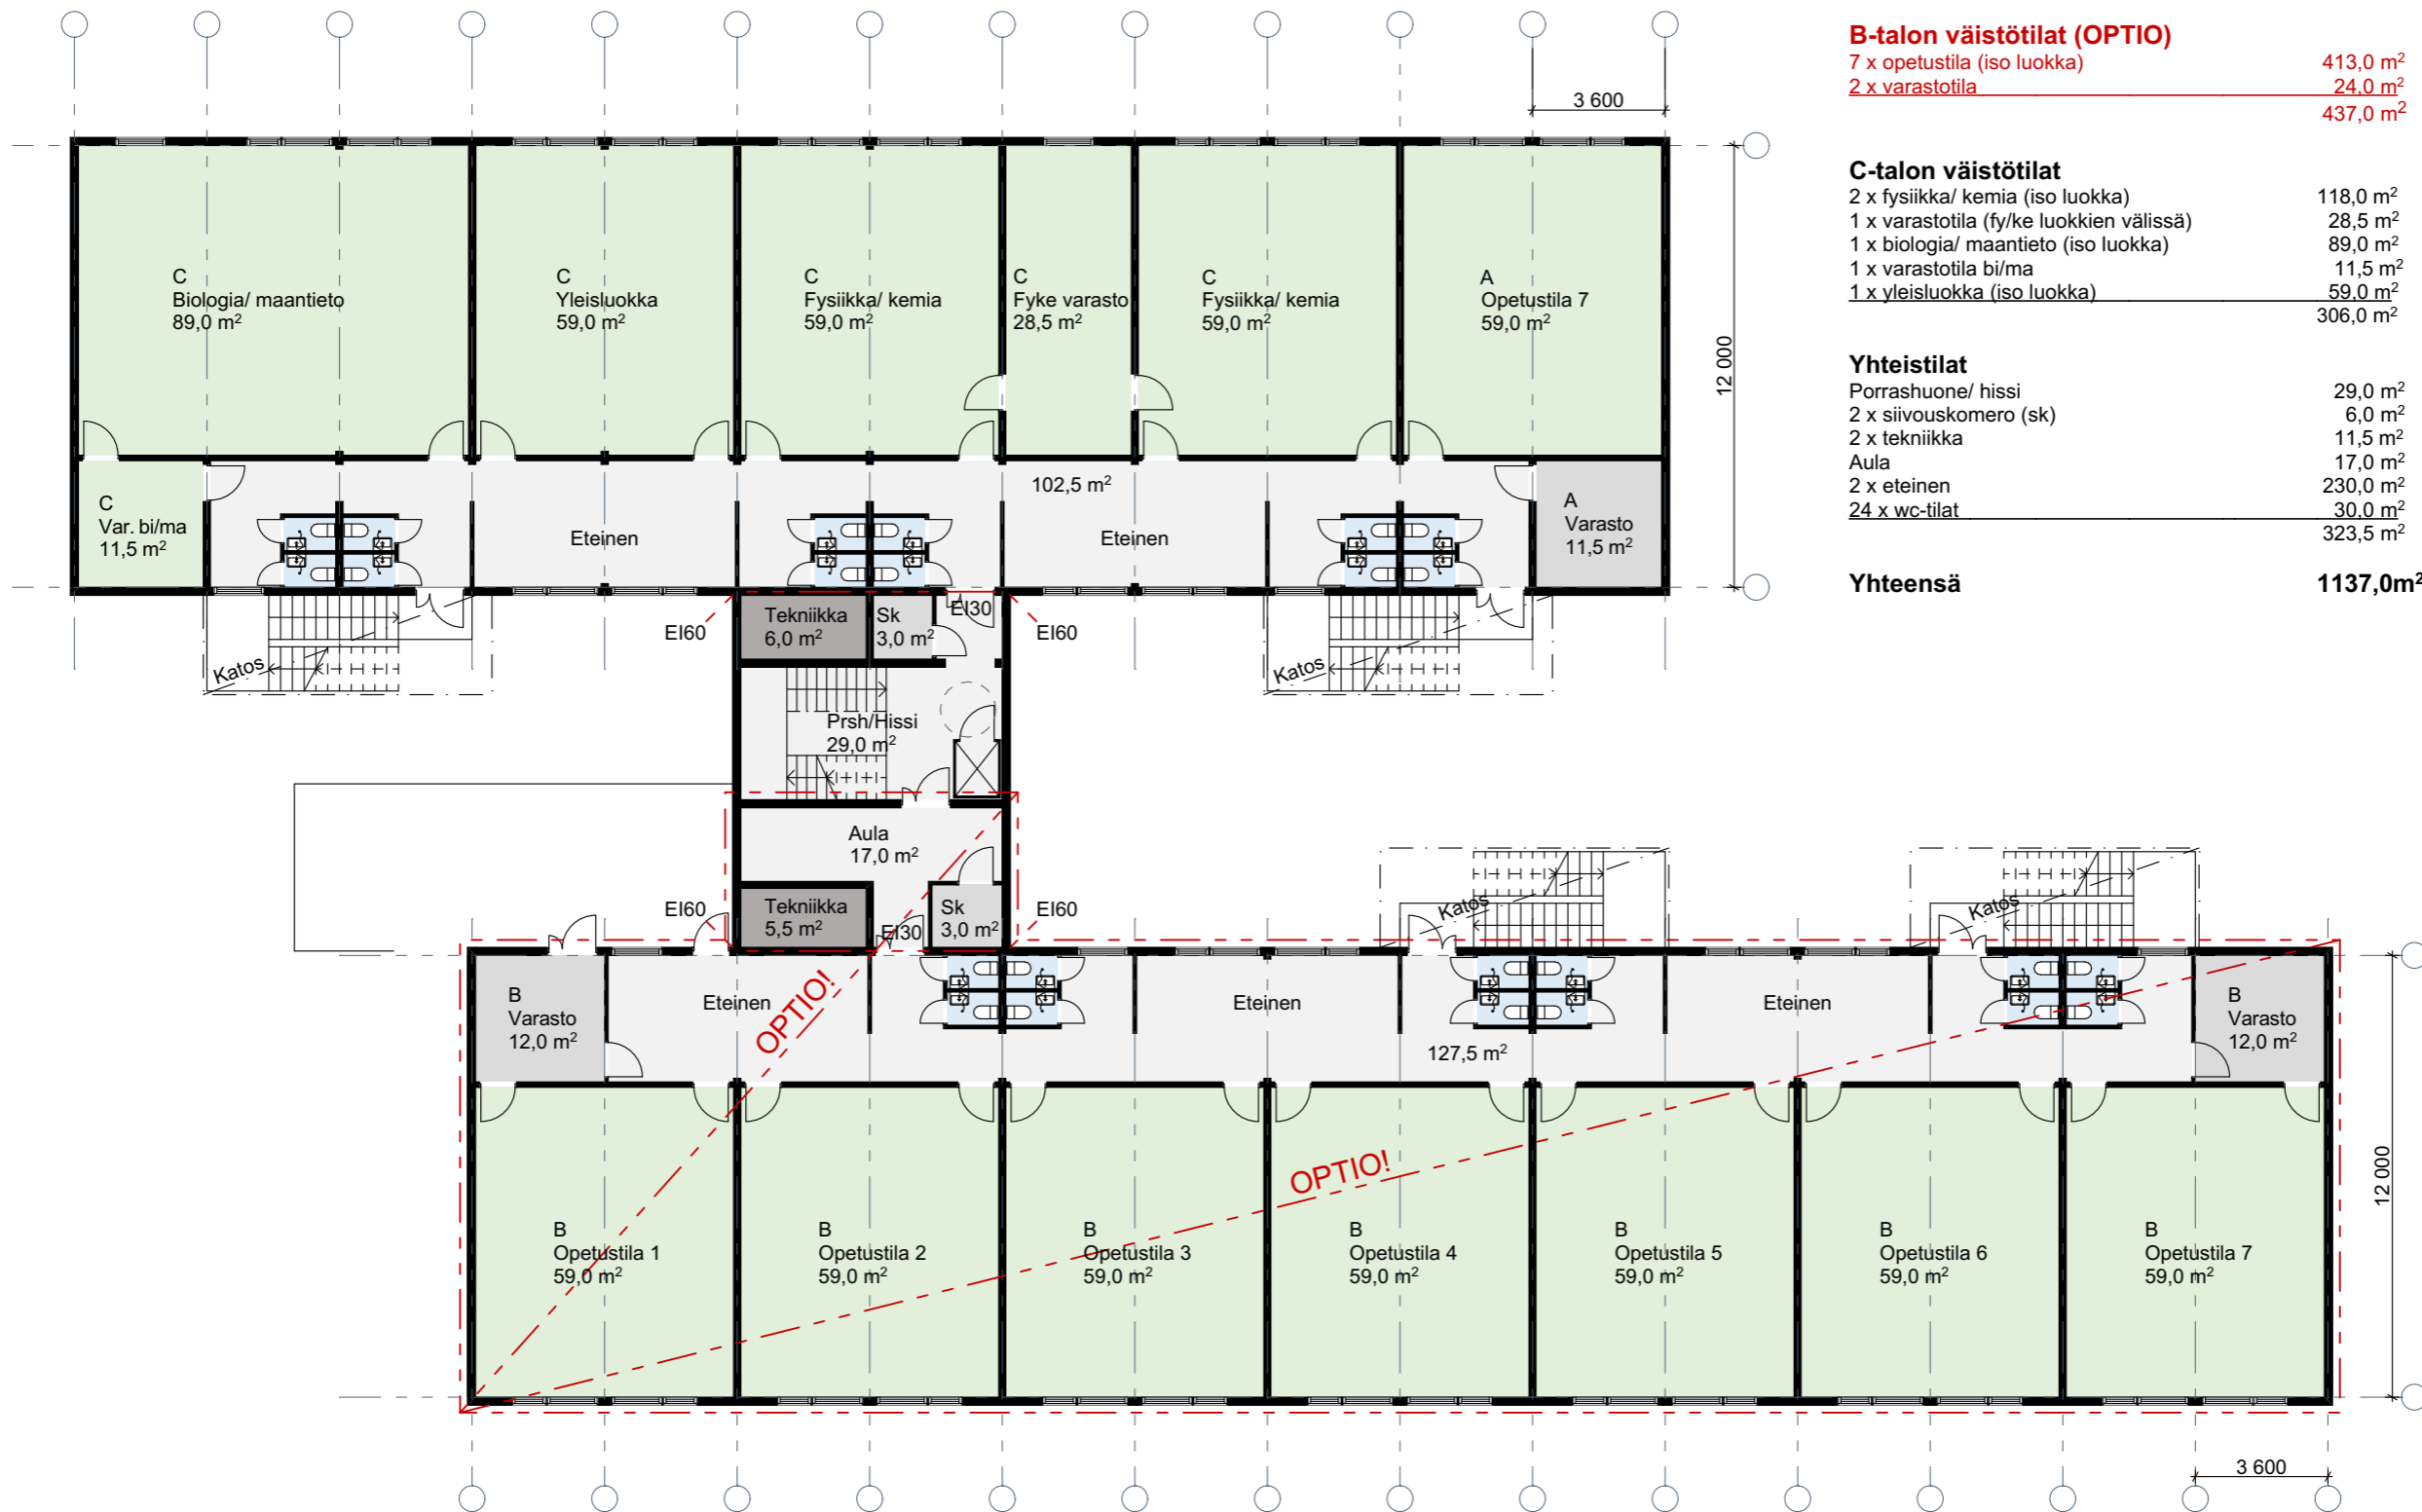 B-talon väistötilat (OPTIO)
7 x opetustila (iso luokka) 413,0 m²
2 x varastotila 24,0 m²
437,0 m²
C-talon väistötilat
2 x fysiikka/ kemia (iso luokka) 118,0 m²
1 x varastotila (fy/ke luokkien välissä) 28,5 m²
1 x biologia/ maantieto (iso luokka) 89,0 m²
1 x varastotila bi/ma 11,5 m²
1 x yleisluokka (iso luokka) 59,0 m²
306,0 m²
Yhteistilat
Porrashuone/ hissi 29,0 m²
2 x siivouskomero (sk) 6,0 m²
2 x tekniikka 11,5 m²
Aula 17,0 m²
2 x eteinen 230,0 m²
24 x wc-tilat 30,0 m²
323,5 m²
Yhteensä 1137,0m²
3 600
12 000
C
Biologia/ maantieto
89,0 m²
C
Yleisluokka
59,0 m²
C
Fysiikka/ kemia
59,0 m²
C
Fyke varasto
28,5 m²
C
Fysiikka/ kemia
59,0 m²
A
Opetustila 7
59,0 m²
C
Var. bi/ma
11,5 m²
Eteinen
102,5 m²
Eteinen
A
Varasto
11,5 m²
Katos
EI60
Tekniikka
6,0 m²
Sk
3,0 m²
EI30
EI60
Katos
Prsh/Hissi
29,0 m²
Aula
17,0 m²
EI60
Tekniikka
5,5 m²
EI30
Sk
3,0 m²
EI60
Katos
Katos
B
Varasto
12,0 m²
Eteinen
OPTIO!
Eteinen
127,5 m²
Eteinen
B
Varasto
12,0 m²
OPTIO!
12 000
B
Opetustila 1
59,0 m²
B
Opetustila 2
59,0 m²
B
Opetustila 3
59,0 m²
B
Opetustila 4
59,0 m²
B
Opetustila 5
59,0 m²
B
Opetustila 6
59,0 m²
B
Opetustila 7
59,0 m²
3 600